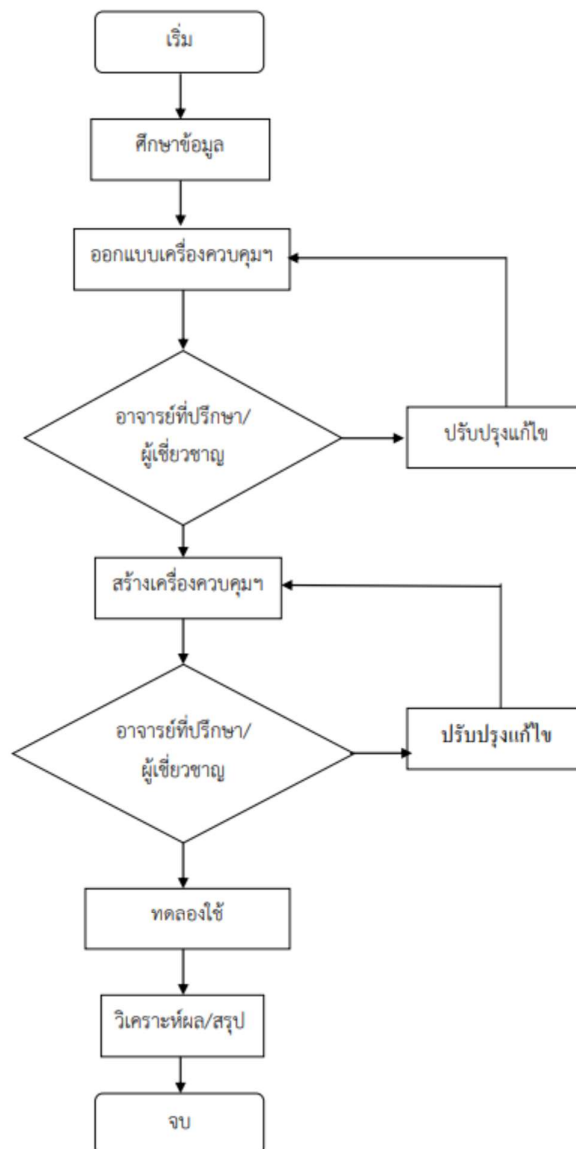 เริ่ม
ศึกษาข้อมูล
ออกแบบเครื่องควบคุมฯ
อาจารย์ที่ปรึกษา/
ผู้เชี่ยวชาญ
ปรับปรุงแก้ไข
สร้างเครื่องควบคุมฯ
อาจารย์ที่ปรึกษา/
ผู้เชี่ยวชาญ
ปรับปรุงแก้ไข
ทดลองใช้
วิเคราะห์ผล/สรุป
จบ